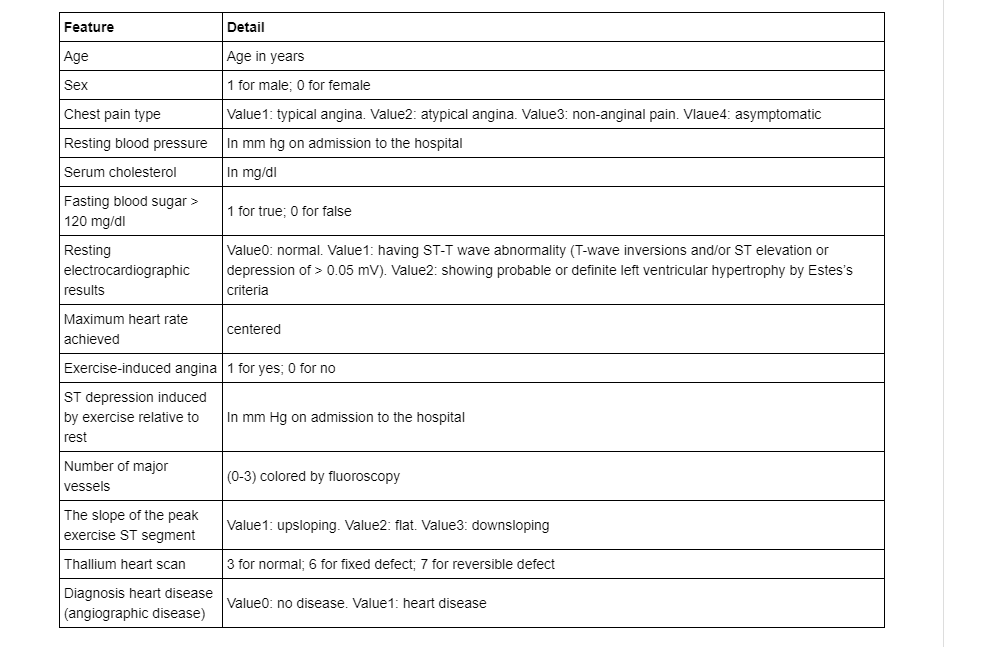 Feature Detail
Age Age in years
Sex 1 for male; 0 for female
Chest pain type Value1: typical angina. Value2: atypical angina. Value3: non-anginal pain. Vlaue4: asymptomatic
Resting blood pressure In mm hg on admission to the hospital
Serum cholesterol In mg/dl
Fasting blood sugar >
120 mg/dl
1 for true; 0 for false
Resting
electrocardiographic
results
Value0: normal. Value1: having ST-T wave abnormality (T-wave inversions and/or ST elevation or
depression of > 0.05 mV). Value2: showing probable or definite left ventricular hypertrophy by Estes's
criteria
Maximum heart rate
achieved
centered
Exercise-induced angina 1 for yes; 0 for no
ST depression induced
by exercise relative to
rest
In mm Hg on admission to the hospital
Number of major
vessels
(0-3) colored by fluoroscopy
The slope of the peak
exercise ST segment
Value1: upsloping. Value2: flat. Value3: downsloping
Thallium heart scan 3 for normal; 6 for fixed defect; 7 for reversible defect
Diagnosis heart disease
(angiographic disease)
Value0: no disease. Value1: heart disease